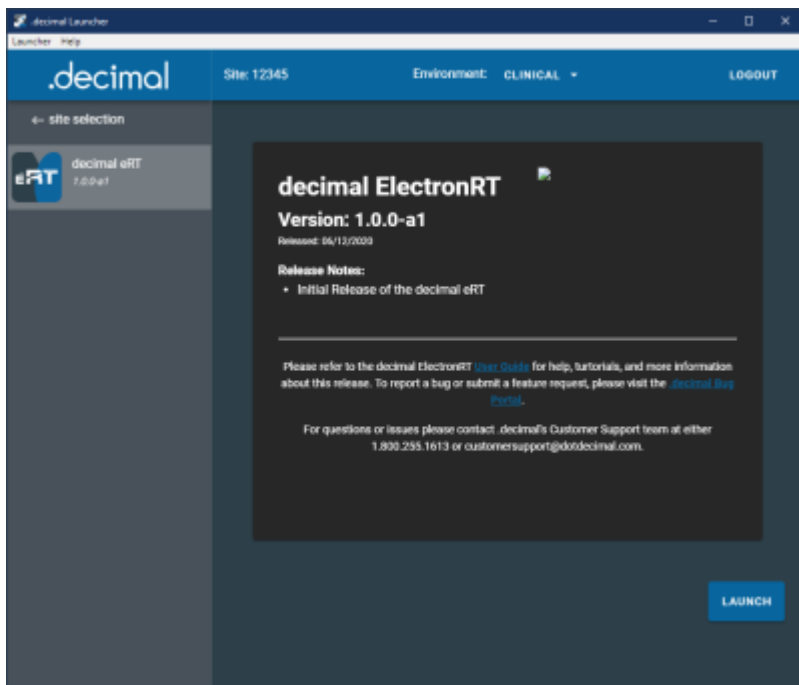 .decimal Launcher
Launcher Help
.decimal
Site: 12345
Environment: CLINICAL
LOGOUT
← site selection
eRT
decimal eRT
1.0.0-a1
decimal ElectronRT
Version: 1.0.0-a1
Released: 06/12/2020
Release Notes:
• Initial Release of the decimal eRT
Please refer to the decimal ElectronRT User Guide for help, turtorials, and more information
about this release. To report a bug or submit a feature request, please visit the .decimal Bug
Portal.
For questions or issues please contact .decimal's Customer Support team at either
1.800.255.1613 or customersupport@dotdecimal.com.
LAUNCH